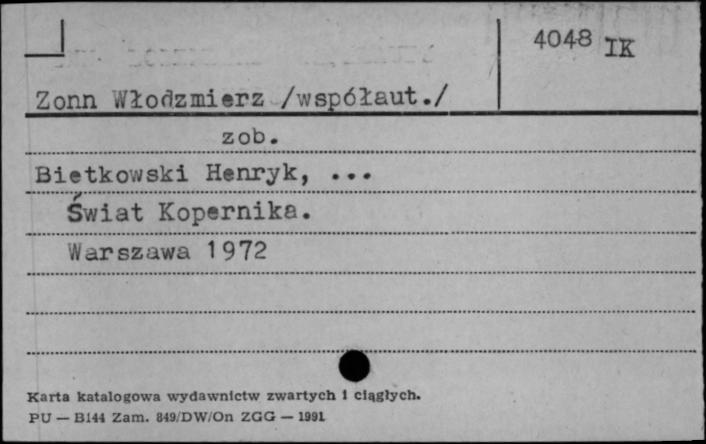 4048 IK
Zonn Włodzmierz /współaut./
zob.
Bietkowski Henryk, ...
Świat Kopernika.
Warszawa 1972
Karta katalogowa wydawnictw zwartych i ciągłych.
PU — B144 Zam. 849/DW/On ZGG — 1991